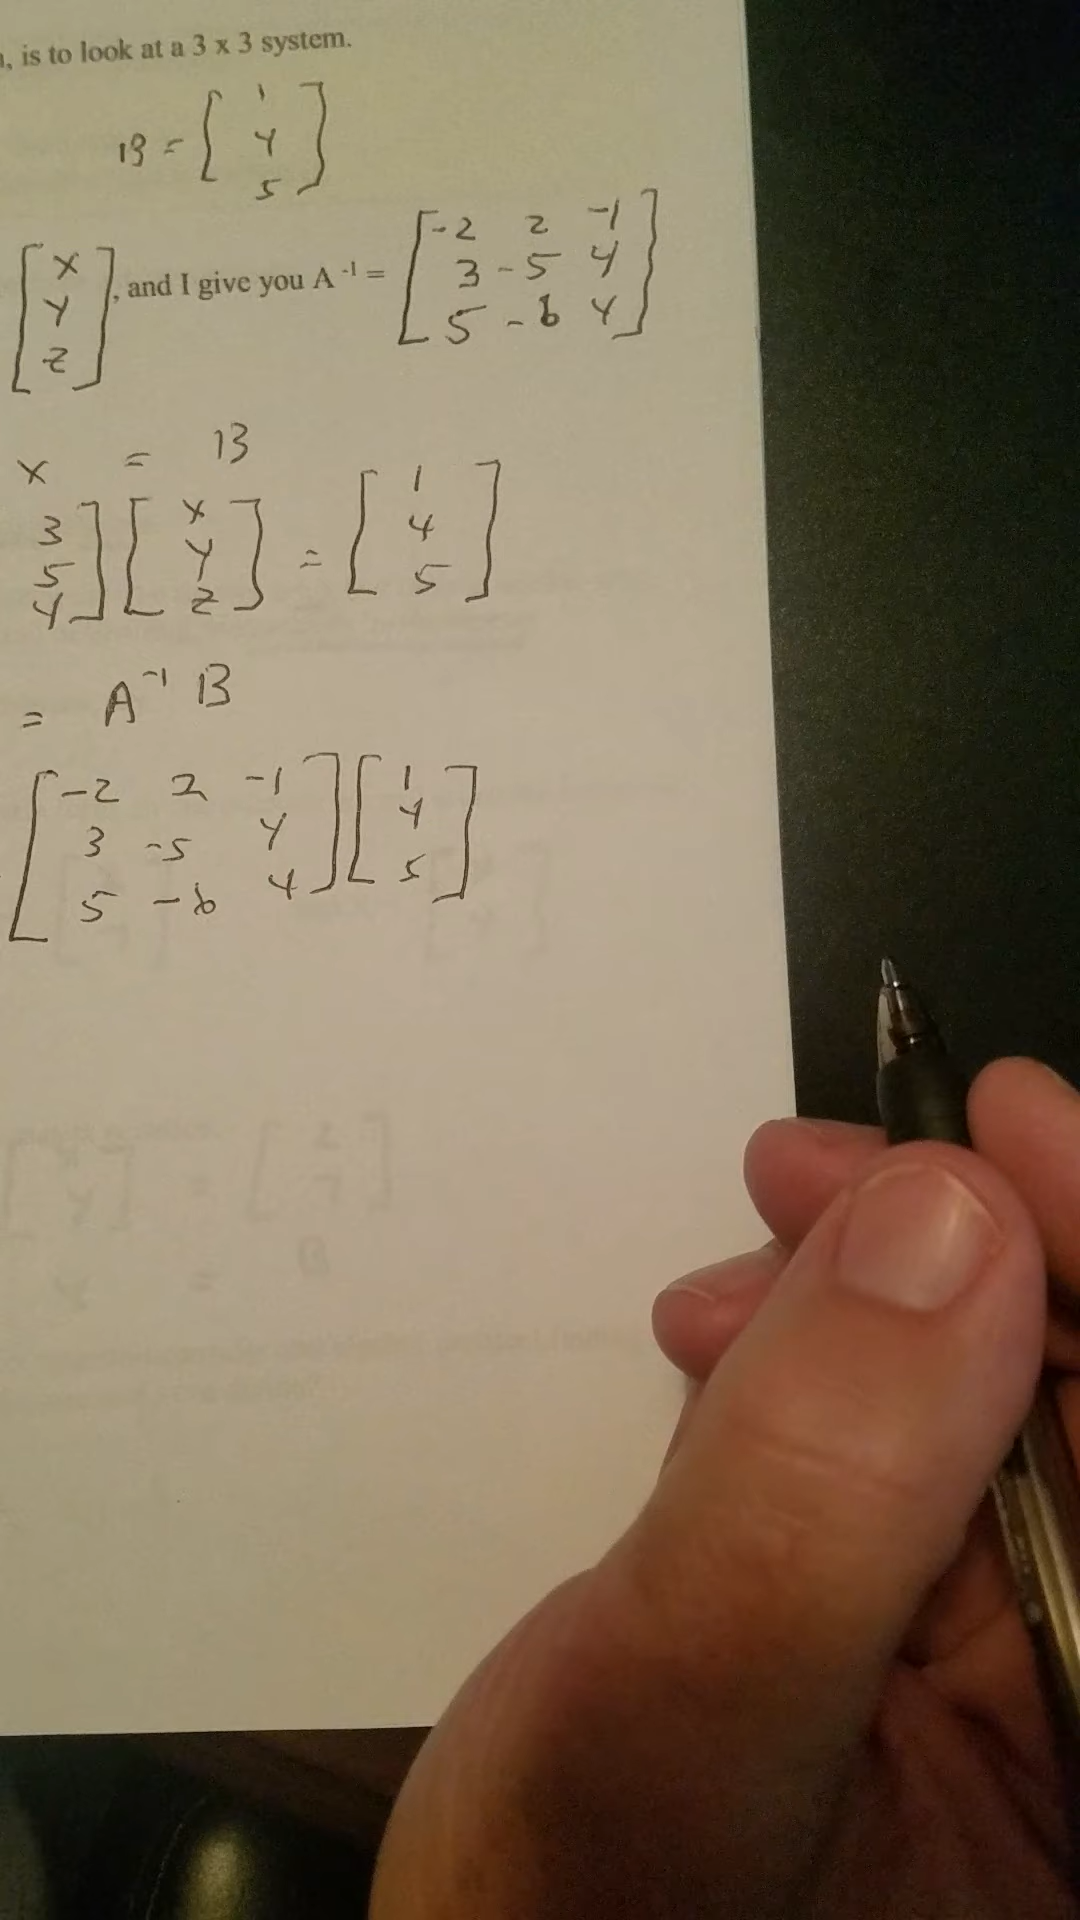 , is to look at a 3 x 3 system.
B = [ 1
4
5 ]
[ x
y
z ], and I give you A⁻¹ = [ -2 2 -1
3 -5 4
5 -6 4 ]
x = B
3
5
4 ] [ x
y
z ] = [ 1
4
5 ]
= A⁻¹ B
[ -2 2 -1
3 -5 4
5 -6 4 ] [ 1
4
5 ]